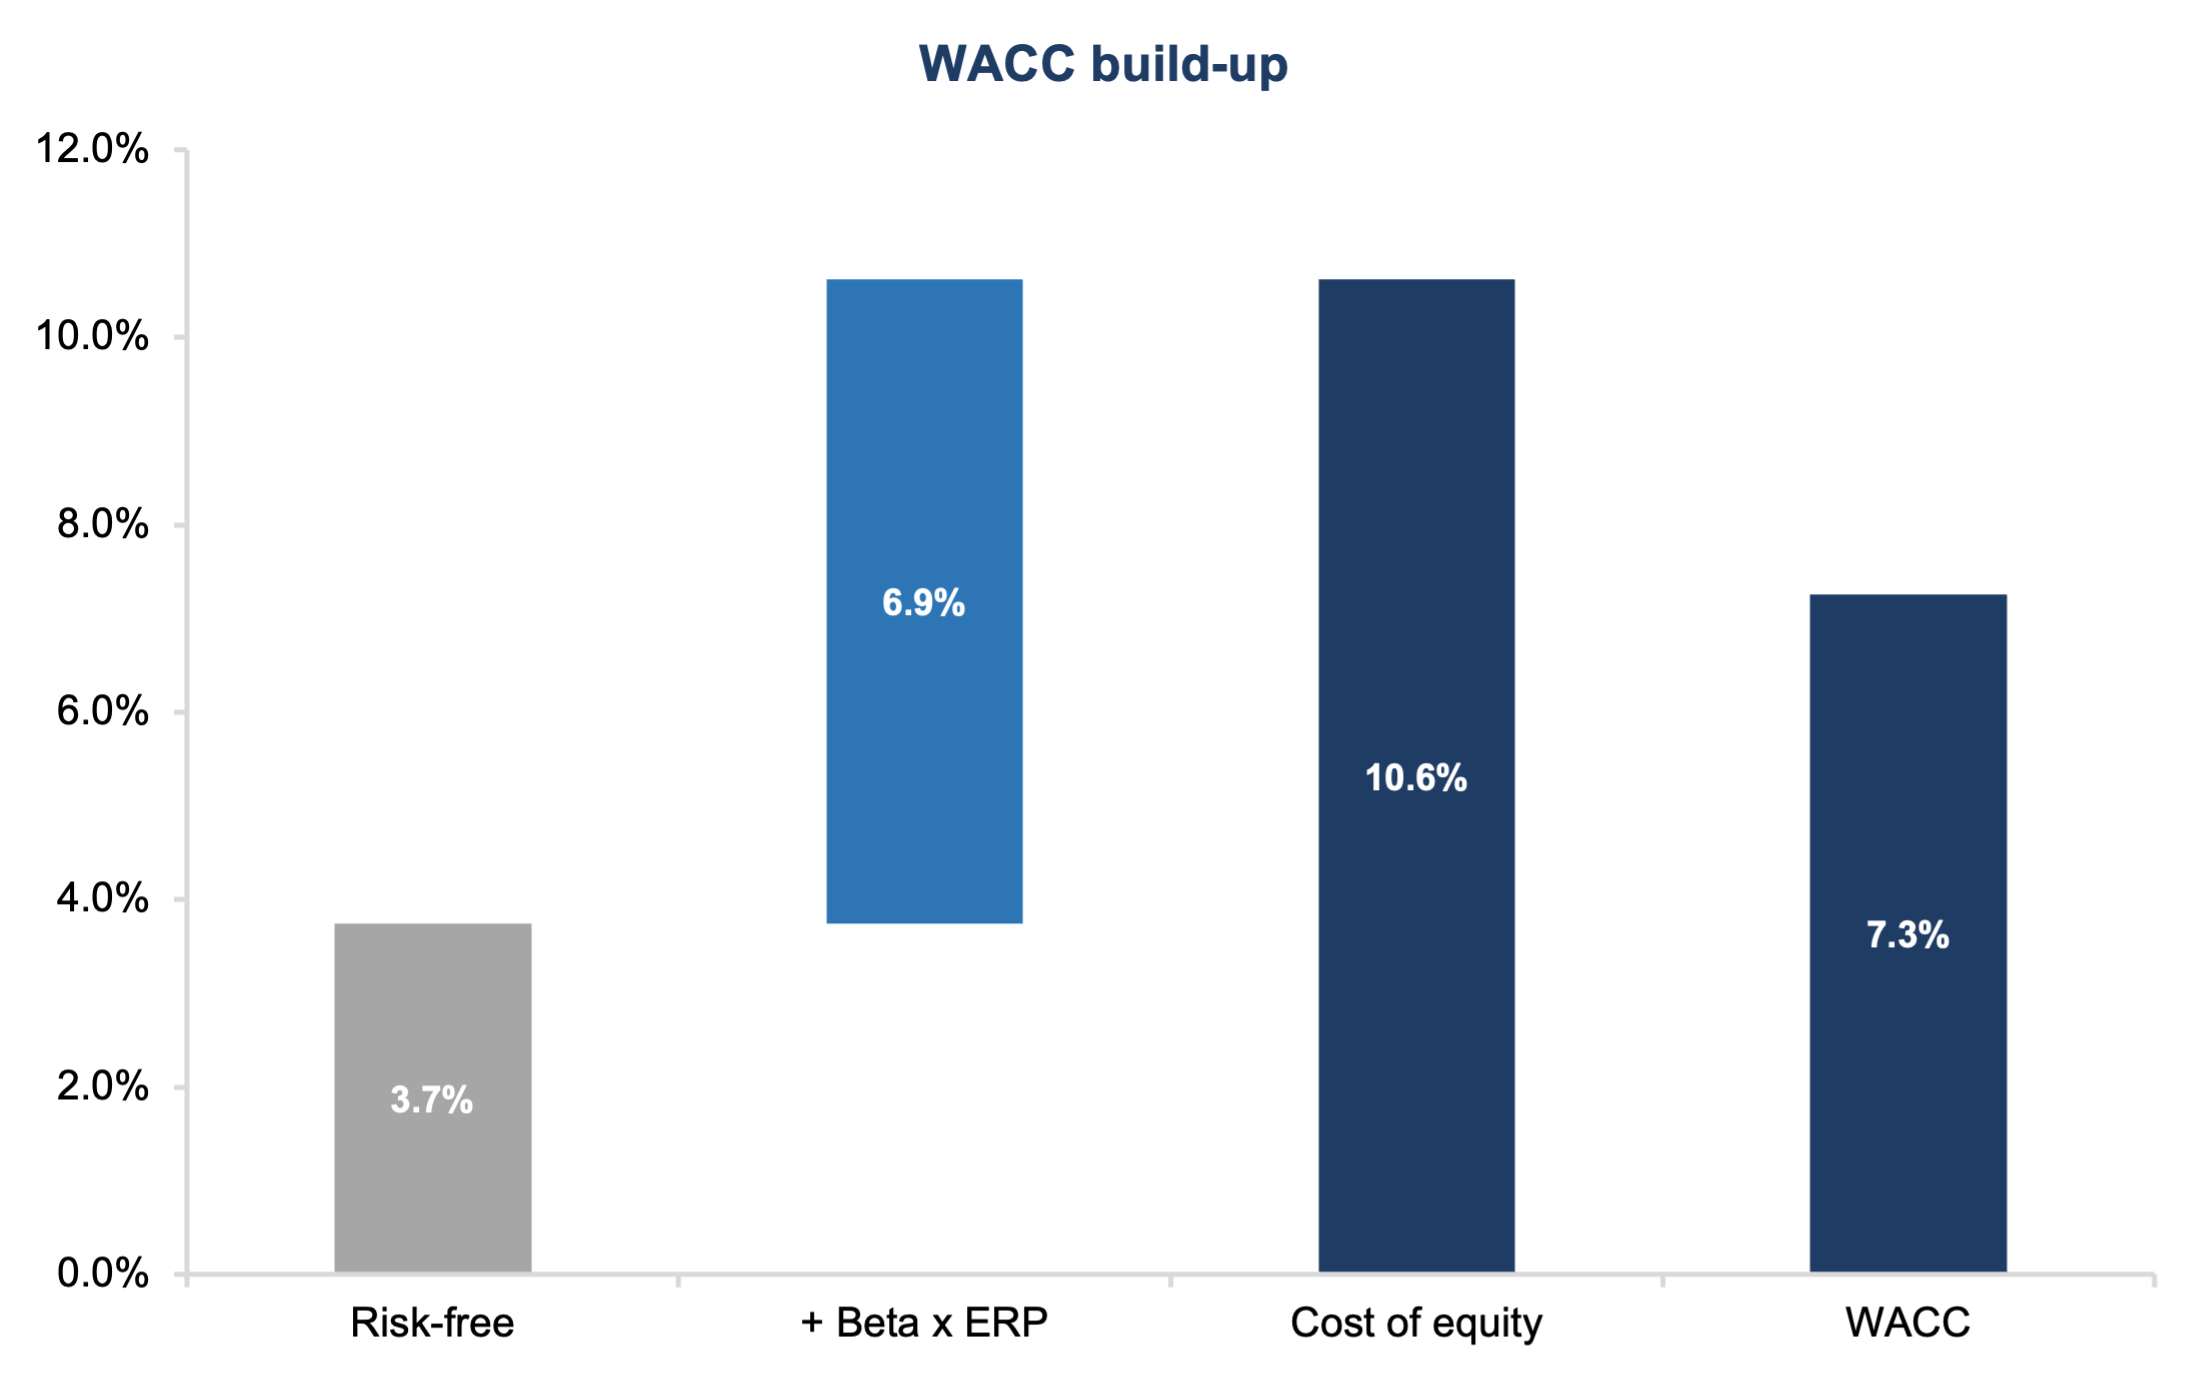 WACC build-up
12.0%
10.0%
8.0%
6.0%
4.0%
2.0%
0.0%
3.7%
6.9%
10.6%
7.3%
Risk-free
+ Beta x ERP
Cost of equity
WACC